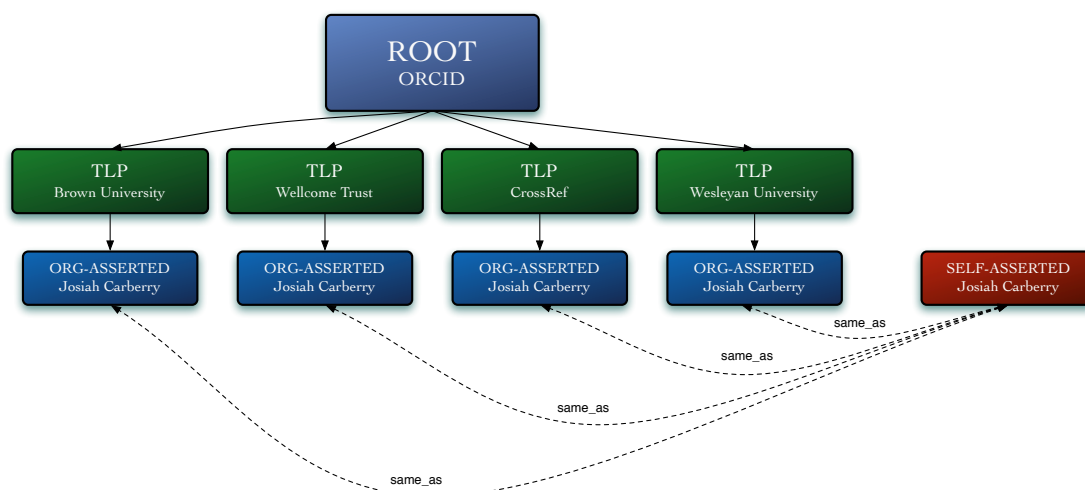 ROOT
ORCID
TLP
Brown University
TLP
Wellcome Trust
TLP
CrossRef
TLP
Wesleyan University
ORG-ASSERTED
Josiah Carberry
ORG-ASSERTED
Josiah Carberry
ORG-ASSERTED
Josiah Carberry
ORG-ASSERTED
Josiah Carberry
SELF-ASSERTED
Josiah Carberry
same_as
same_as
same_as
same_as